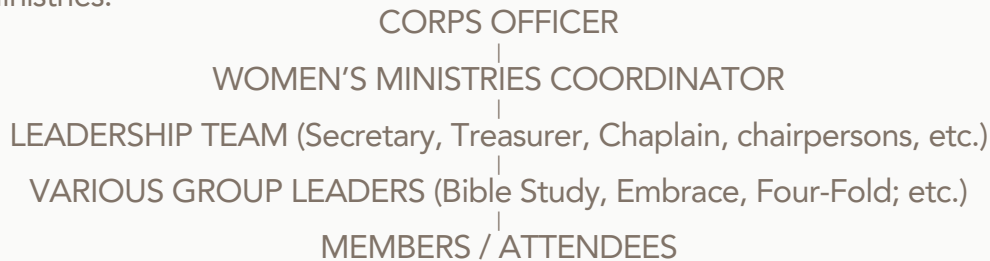 ministries.
CORPS OFFICER
WOMEN’S MINISTRIES COORDINATOR
LEADERSHIP TEAM (Secretary, Treasurer, Chaplain, chairpersons, etc.)
VARIOUS GROUP LEADERS (Bible Study, Embrace, Four-Fold; etc.)
MEMBERS / ATTENDEES